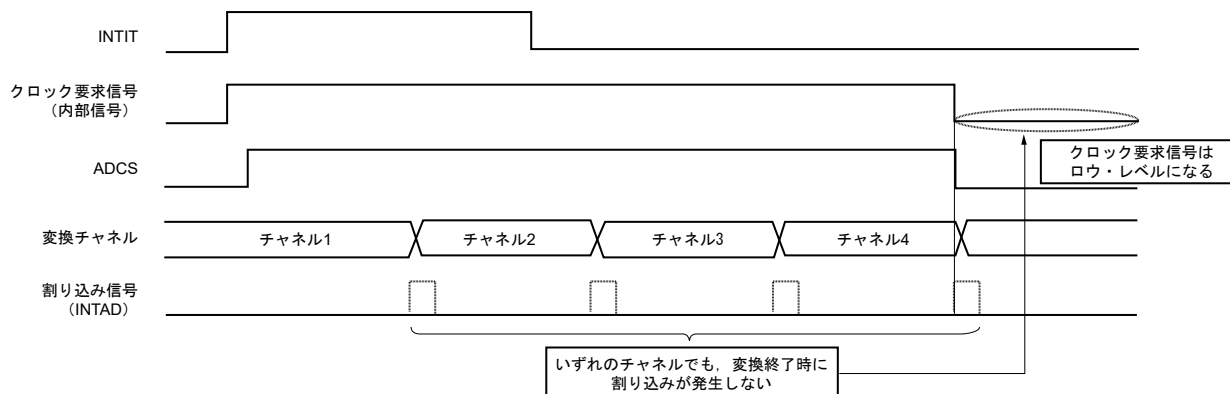 INTIT
クロック要求信号
（内部信号）
ADCS
クロック要求信号は
ロウ・レベルになる
変換チャネル
チャネル1
チャネル2
チャネル3
チャネル4
割り込み信号
（INTAD）
いずれのチャネルでも，変換終了時に
割り込みが発生しない